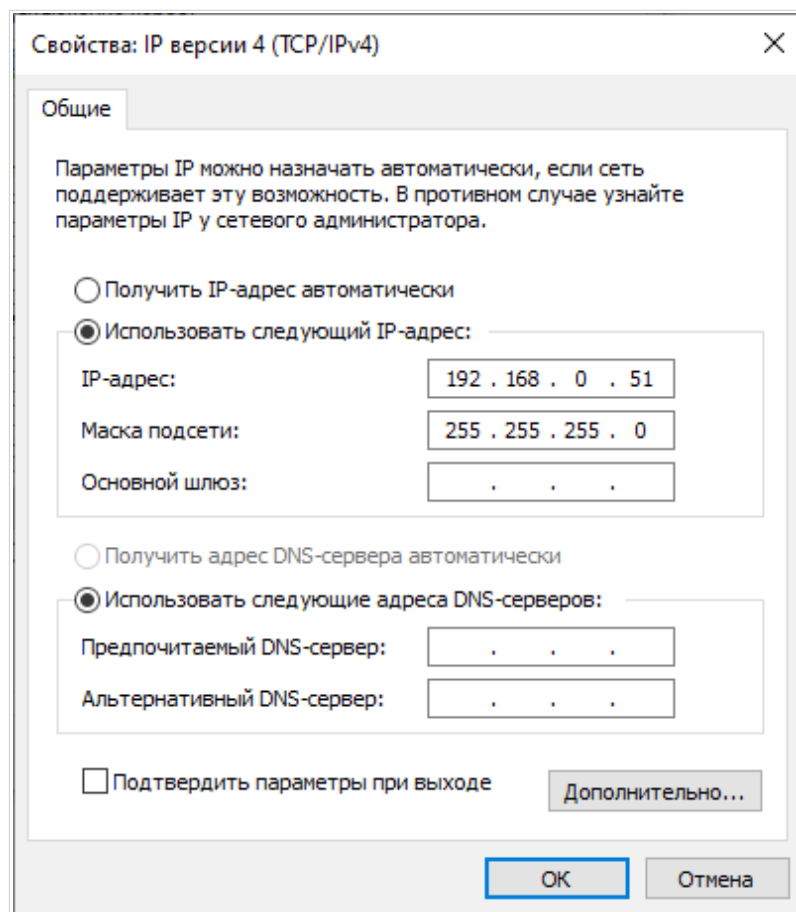 Свойства: IP версии 4 (TCP/IPv4)
Общие
Параметры IP можно назначать автоматически, если сеть
поддерживает эту возможность. В противном случае узнайте
параметры IP у сетевого администратора.
Получить IP-адрес автоматически
Использовать следующий IP-адрес:
IP-адрес: 192 . 168 . 0 . 51
Маска подсети: 255 . 255 . 255 . 0
Основной шлюз: . . .
Получить адрес DNS-сервера автоматически
Использовать следующие адреса DNS-серверов:
Предпочитаемый DNS-сервер: . . .
Альтернативный DNS-сервер: . . .
Подтвердить параметры при выходе
Дополнительно...
ОК
Отмена